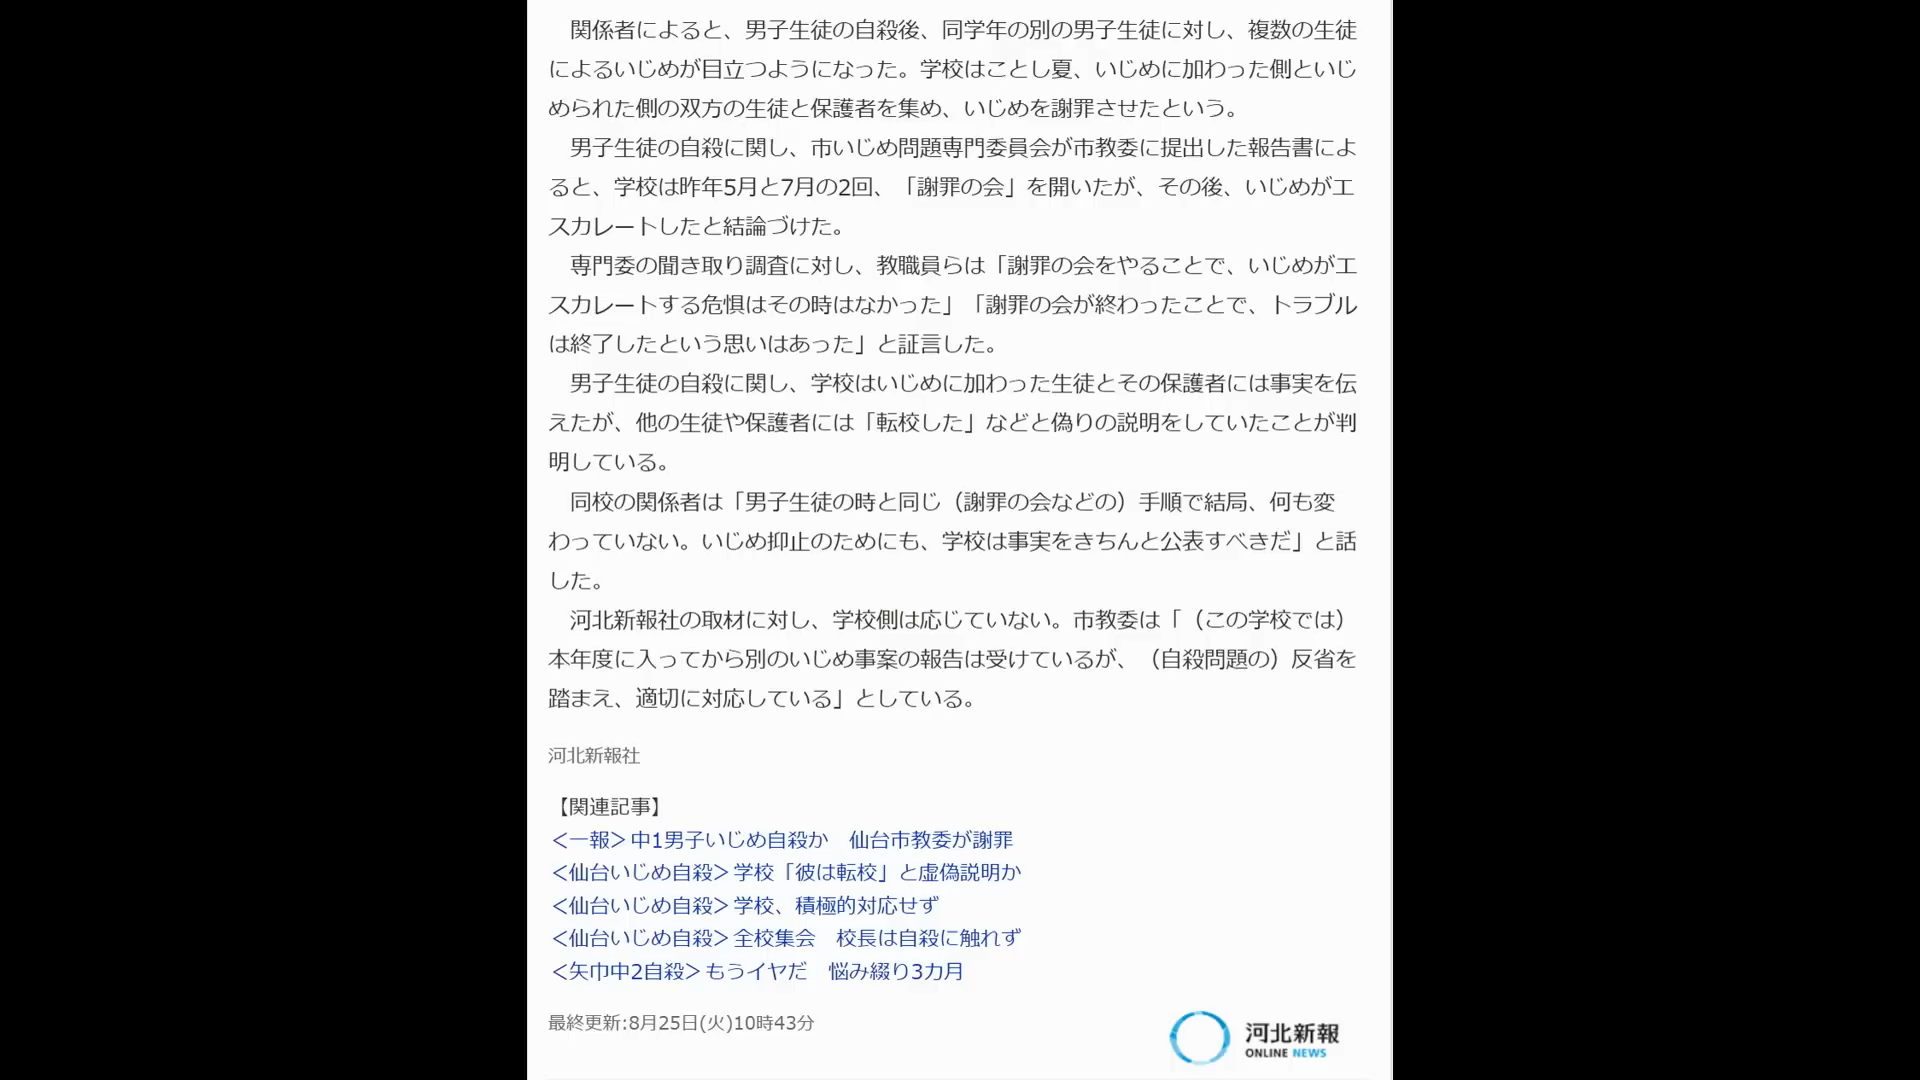 関係者によると、男子生徒の自殺後、同学年の別の男子生徒に対し、複数の生徒
によるいじめが目立つようになった。学校はことし夏、いじめに加わった側といじ
められた側の双方の生徒と保護者を集め、いじめを謝罪させたという。
男子生徒の自殺に関し、市いじめ問題専門委員会が市教委に提出した報告書によ
ると、学校は昨年5月と7月の2回、「謝罪の会」を開いたが、その後、いじめがエ
スカレートしたと結論づけた。
専門委の聞き取り調査に対し、教職員らは「謝罪の会をやることで、いじめがエ
スカレートする危惧はその時はなかった」「謝罪の会が終わったことで、トラブル
は終了したという思いはあった」と証言した。
男子生徒の自殺に関し、学校はいじめに加わった生徒とその保護者には事実を伝
えたが、他の生徒や保護者には「転校した」などと偽りの説明をしていたことが判
明している。
同校の関係者は「男子生徒の時と同じ（謝罪の会などの）手順で結局、何も変
わっていない。いじめ抑止のためにも、学校は事実をきちんと公表すべきだ」と話
した。
河北新報社の取材に対し、学校側は応じていない。市教委は「（この学校では）
本年度に入ってから別のいじめ事案の報告は受けているが、（自殺問題の）反省を
踏まえ、適切に対応している」としている。
河北新報社
【関連記事】
＜一報＞中1男子いじめ自殺か　仙台市教委が謝罪
＜仙台いじめ自殺＞学校「彼は転校」と虚偽説明か
＜仙台いじめ自殺＞学校、積極的対応せず
＜仙台いじめ自殺＞全校集会　校長は自殺に触れず
＜矢巾中2自殺＞もうイヤだ　悩み綴り3カ月
最終更新:8月25日(火)10時43分
河北新報
ONLINE NEWS